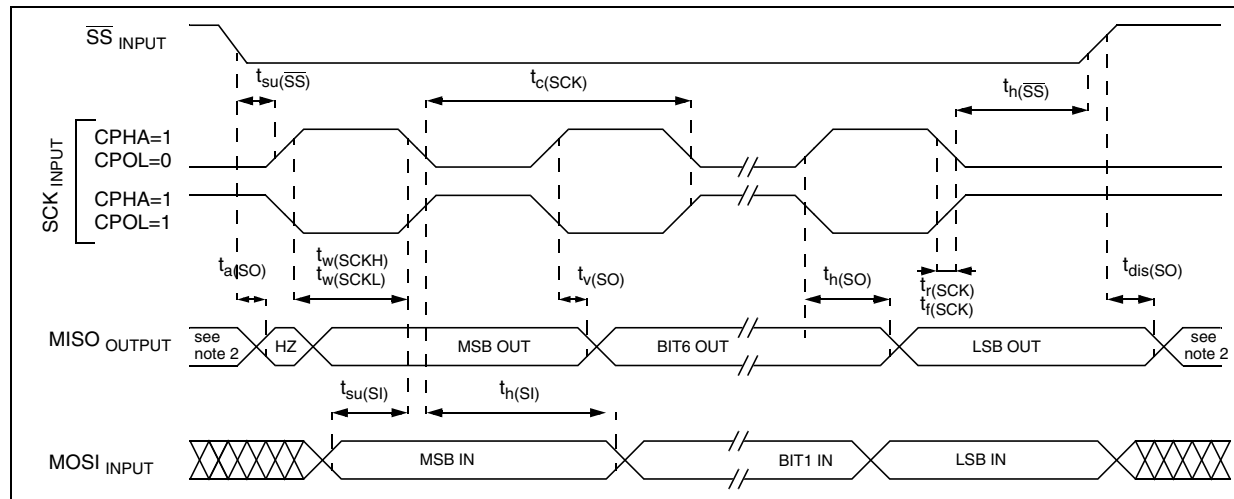 SS INPUT
tsu(SS)
tc(SCK)
th(SS)
SCK INPUT
CPHA=1
CPOL=0
CPHA=1
CPOL=1
ta(SO)
tw(SCKH)
tw(SCKL)
tv(SO)
th(SO)
tr(SCK)
tf(SCK)
tdis(SO)
MISO OUTPUT
see
note 2
HZ
MSB OUT
BIT6 OUT
LSB OUT
see
note 2
tsu(SI)
th(SI)
MOSI INPUT
MSB IN
BIT1 IN
LSB IN